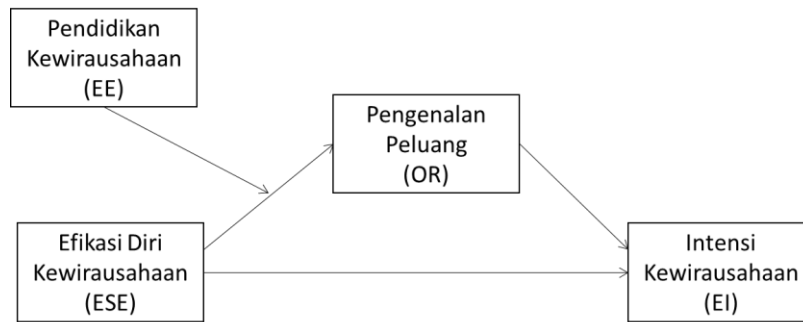 Pendidikan
Kewirausahaan
(EE)
Pengenalan
Peluang
(OR)
Efikasi Diri
Kewirausahaan
(ESE)
Intensi
Kewirausahaan
(EI)